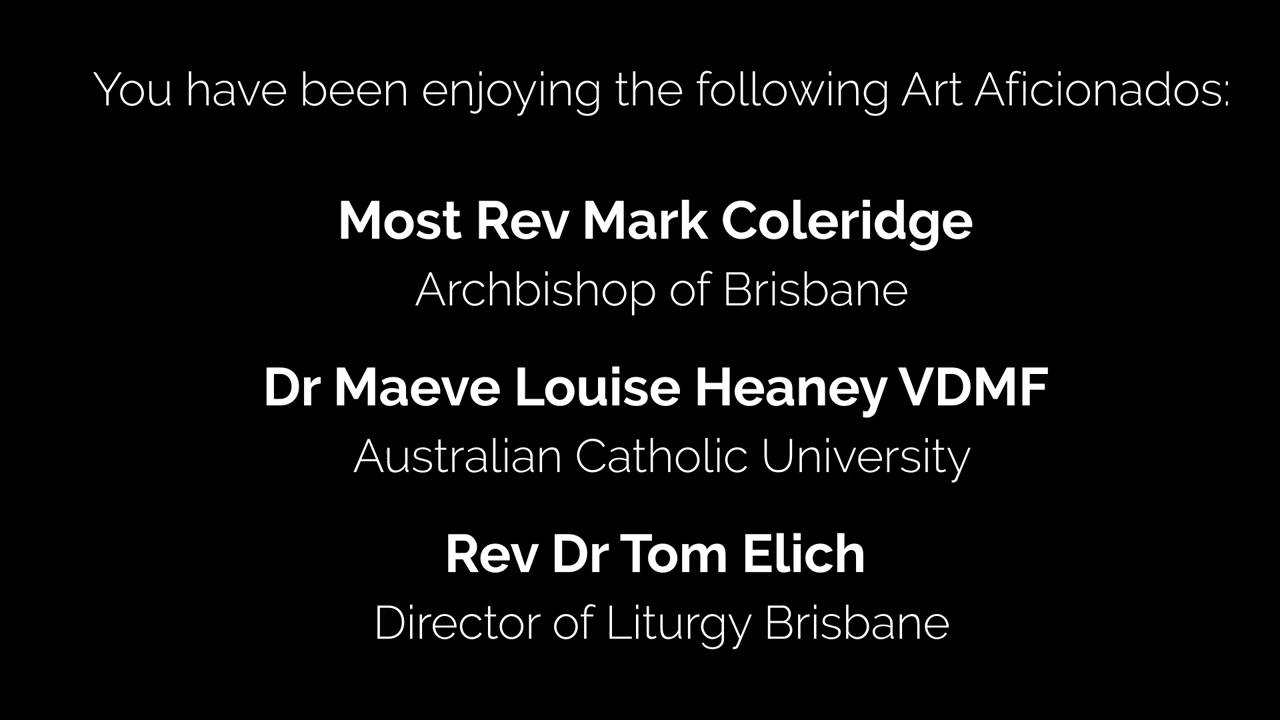 You have been enjoying the following Art Aficionados:
Most Rev Mark Coleridge
Archbishop of Brisbane
Dr Maeve Louise Heaney VDMF
Australian Catholic University
Rev Dr Tom Elich
Director of Liturgy Brisbane